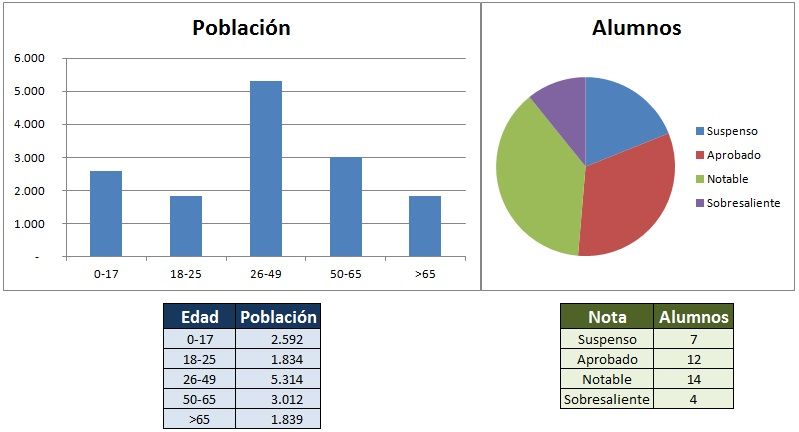 Población
6.000
5.000
4.000
3.000
2.000
1.000
-
0-17 18-25 26-49 50-65 >65
Alumnos
Suspenso
Aprobado
Notable
Sobresaliente
Edad Población
0-17 2.592
18-25 1.834
26-49 5.314
50-65 3.012
>65 1.839
Nota Alumnos
Suspenso 7
Aprobado 12
Notable 14
Sobresaliente 4